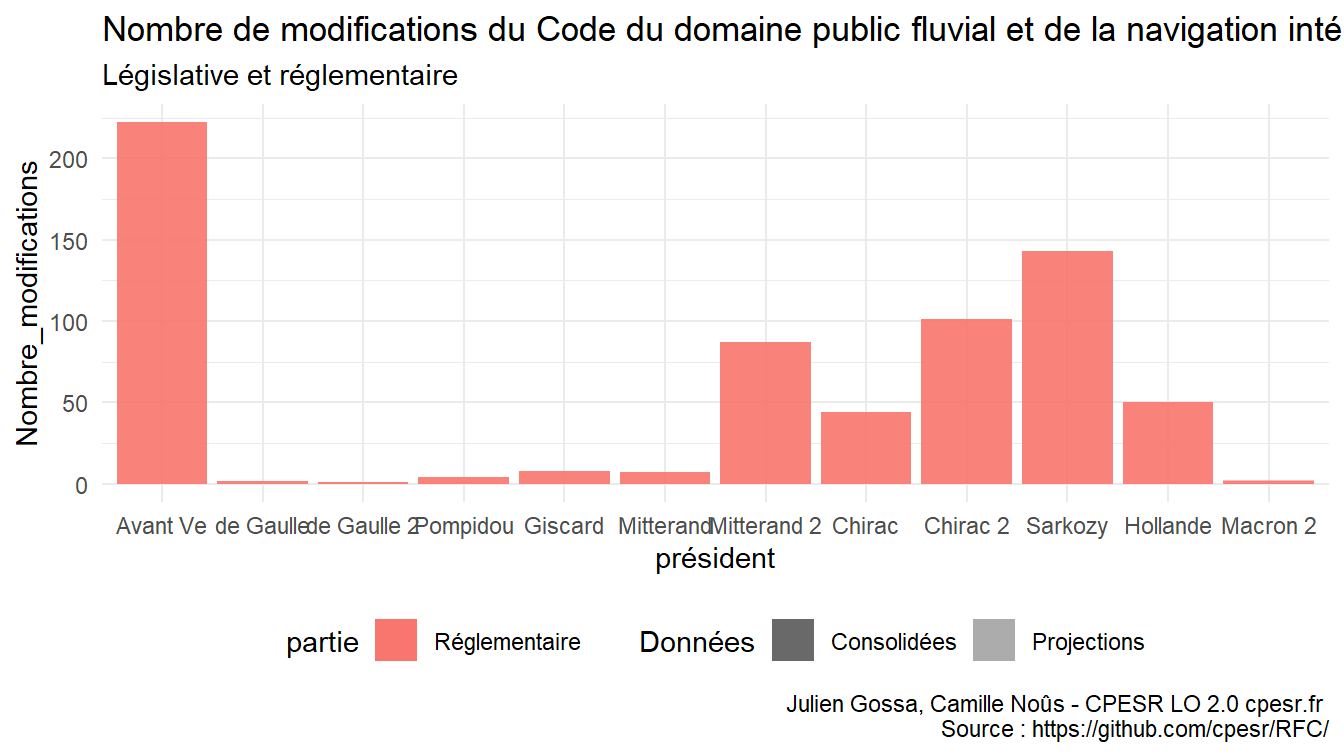 Nombre de modifications du Code du domaine public fluvial et de la navigation inté
Législative et réglementaire
Nombre_modifications
200
150
100
50
0
Avant Ve de Gaulle de Gaulle 2 Pompidou Giscard Mitterand Mitterand 2 Chirac Chirac 2 Sarkozy Hollande Macron 2
président
partie Réglementaire Données Consolidées Projections
Julien Gossa, Camille Noûs - CPESR LO 2.0 cpesr.fr
Source : https://github.com/cpesr/RFC/